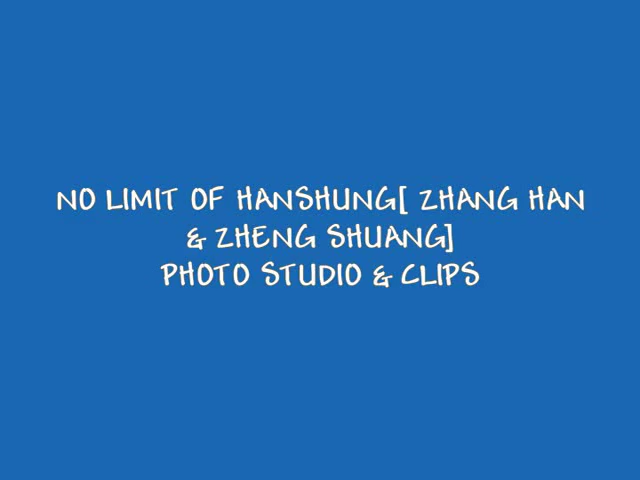 NO LIMIT OF HANSHUNG[ ZHANG HAN
& ZHENG SHUANG]
PHOTO STUDIO & CLIPS